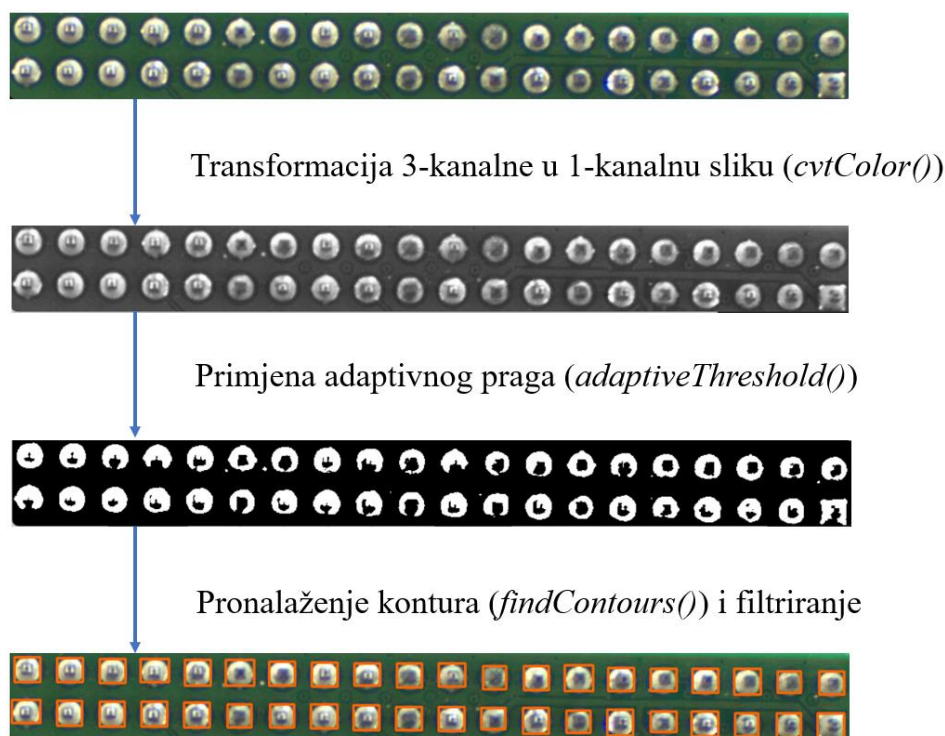 Transformacija 3-kanalne u 1-kanalnu sliku (cvtColor())
Primjena adaptivnog praga (adaptiveThreshold())
Pronalaženje kontura (findContours()) i filtriranje